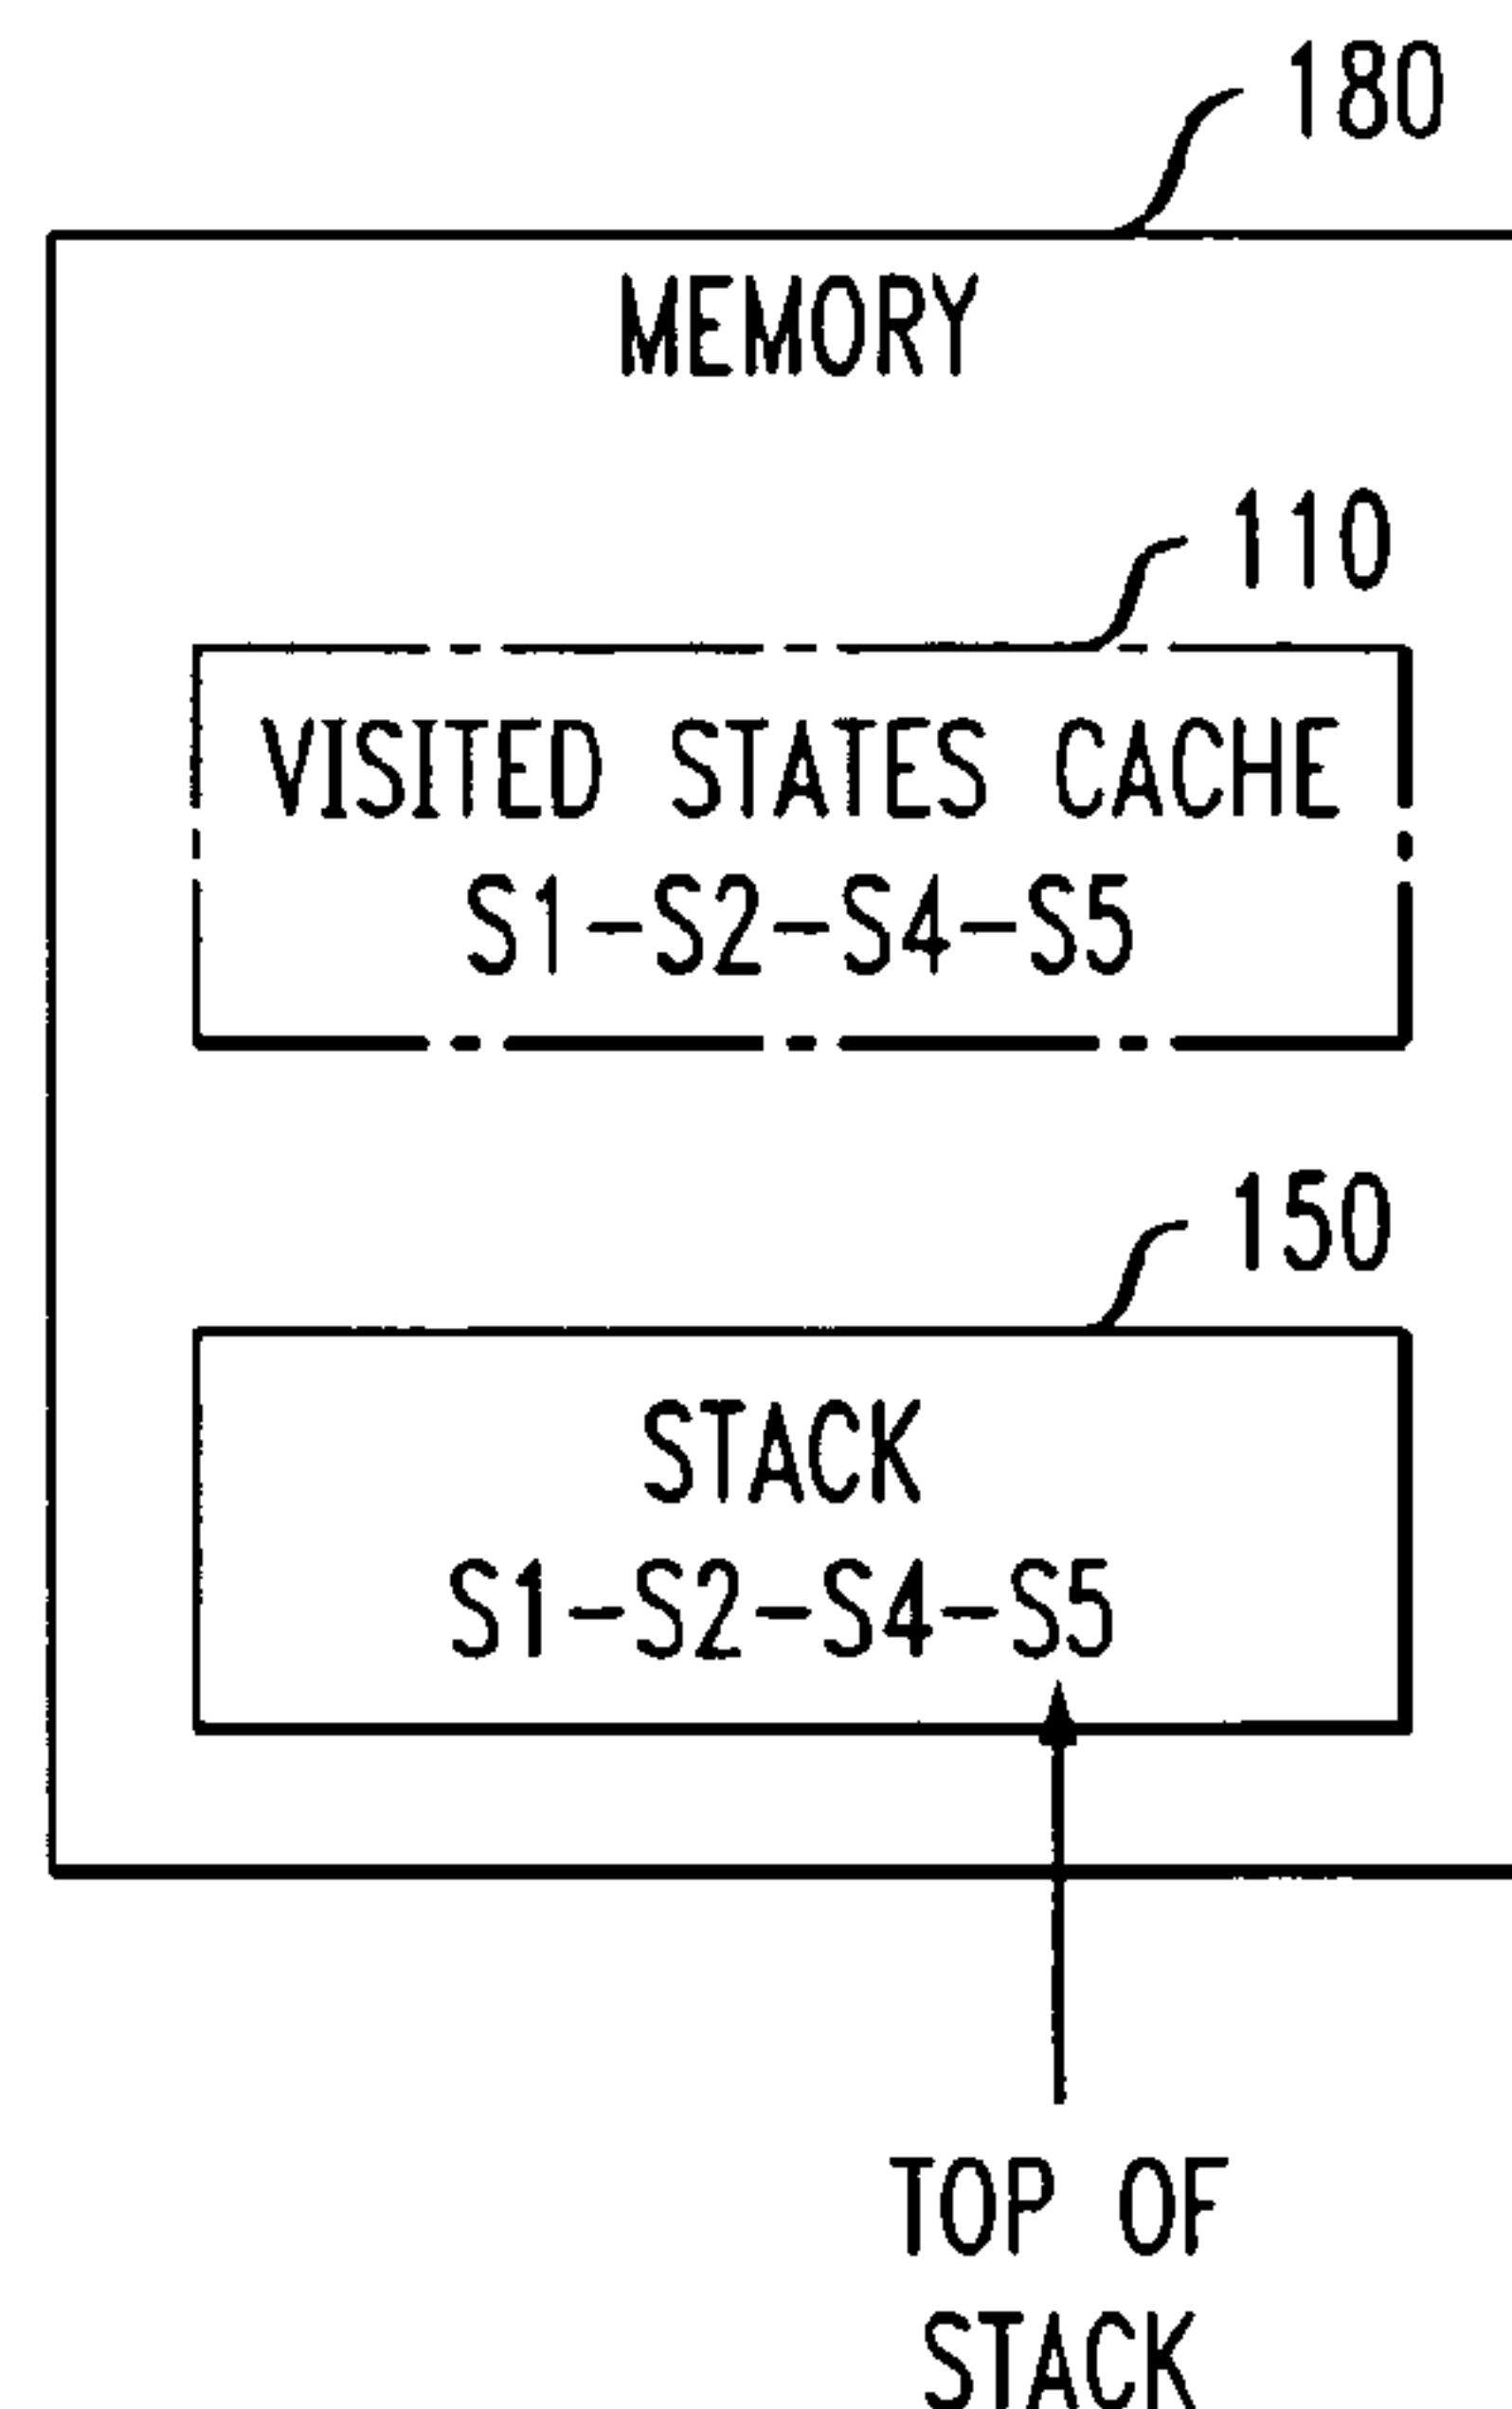 180
MEMORY
110
VISITED STATES CACHE
S1-S2-S4-S5
150
STACK
S1-S2-S4-S5
TOP OF
STACK